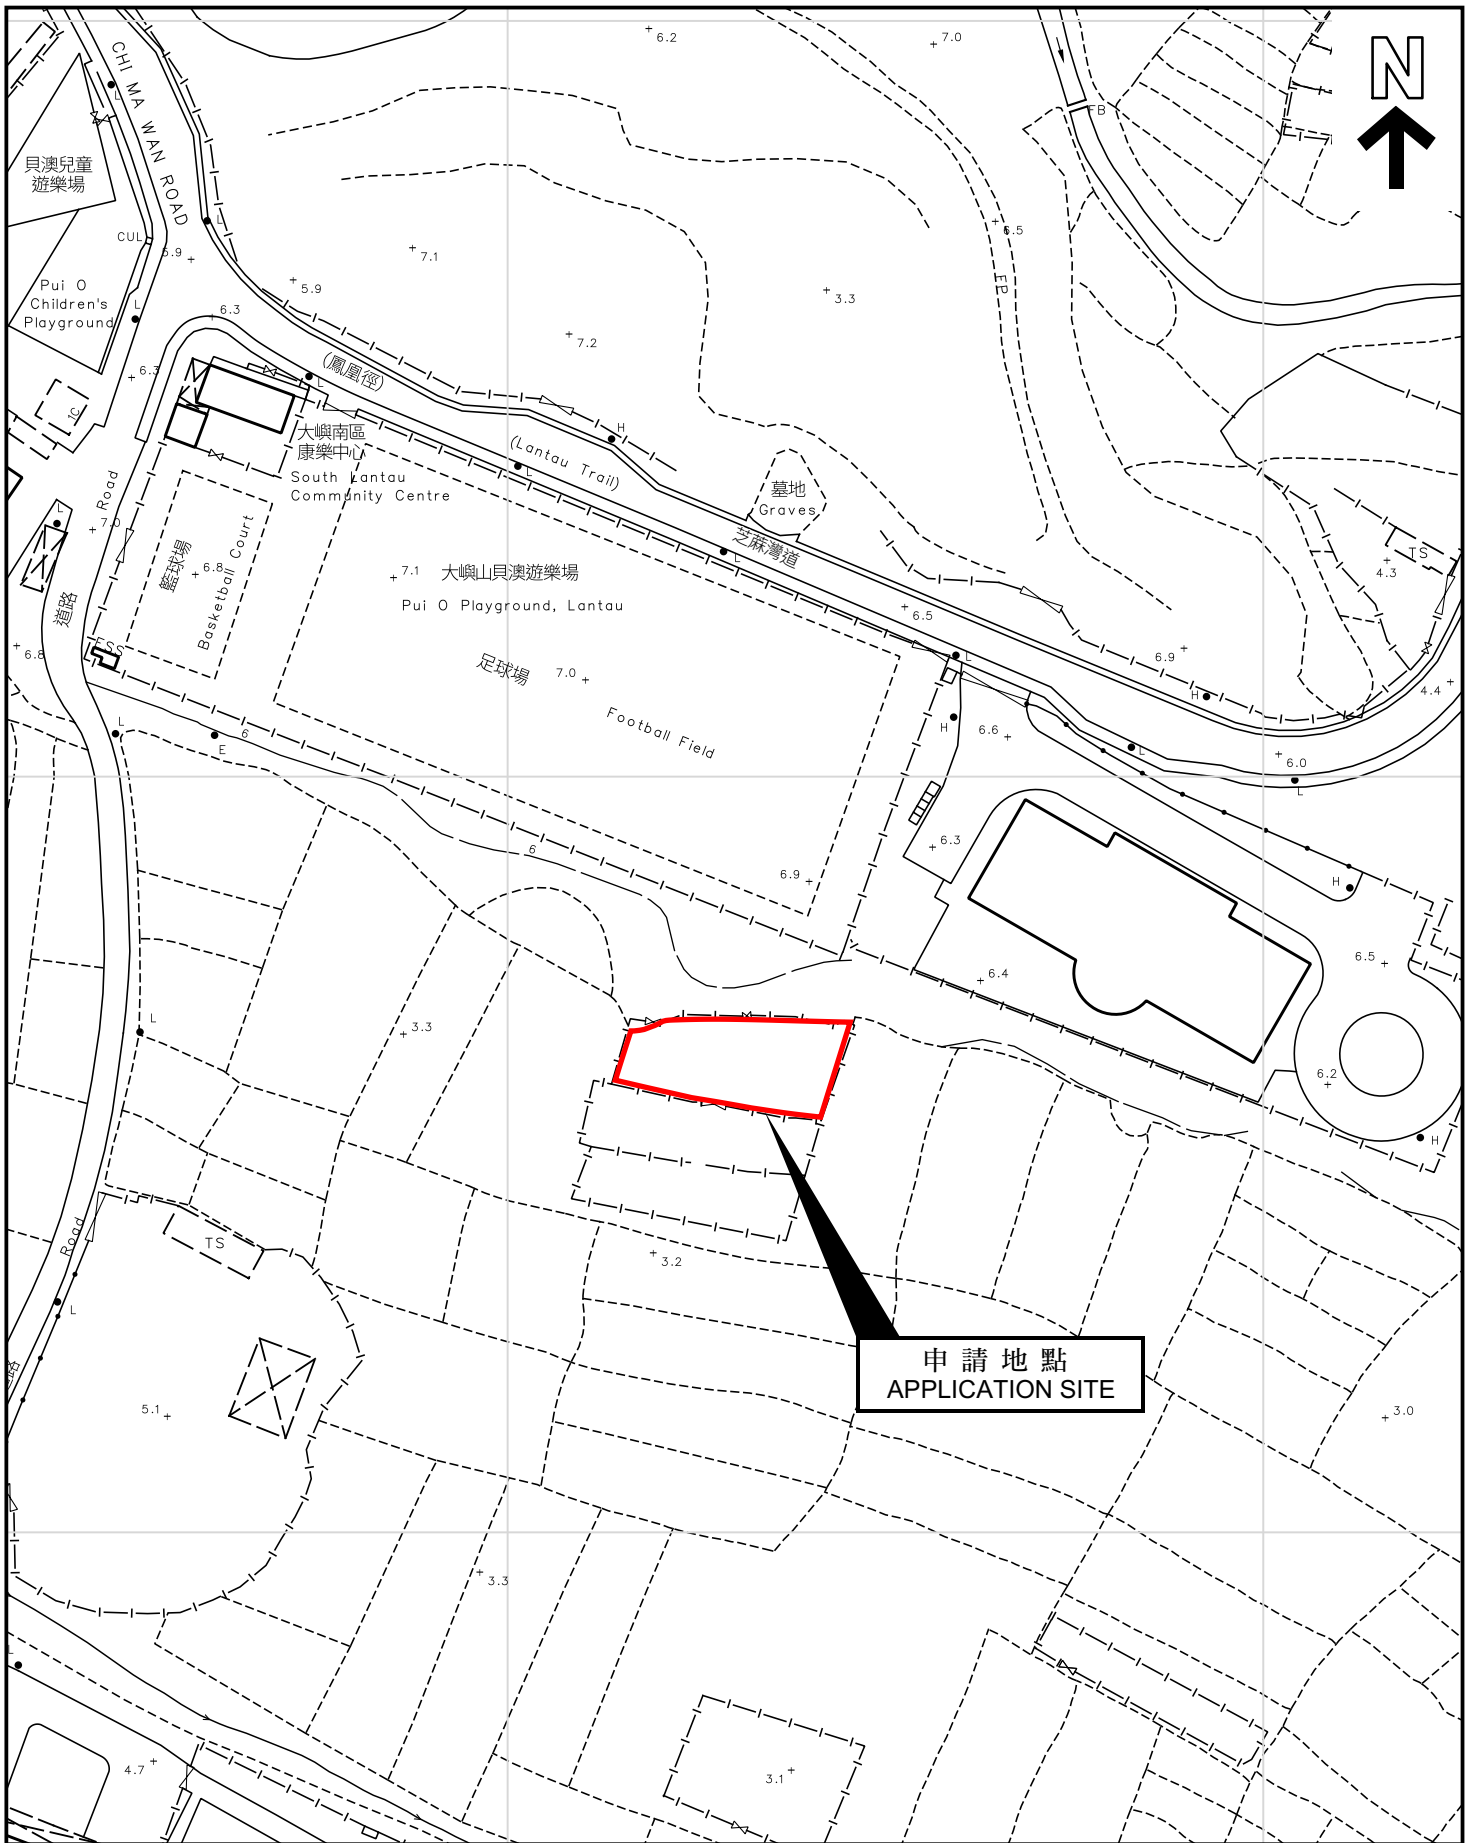 N
6.2
7.0
FB
CHI MA WAN ROAD
L
貝澳兒童
遊樂場
L
CUL
5.9
6.5
7.1
FP
Pui O
Children's
Playground
L
5.9
3.3
6.3
7.2
6.3
L
(鳳凰徑)
1C
大嶼南區
康樂中心
South Lantau
Community Centre
H
(Lantau Trail)
L
墓地
Graves
芝蔴灣道
L
Road
L
7.0
TS
4.3
籃球場
6.8
Basketball Court
7.1
大嶼山貝澳遊樂場
Pui O Playground, Lantau
道路
6.5
6.8
ESS
足球場
7.0
L
6.9
4.4
H
Football Field
H
6.6
L
6
E
L
6.0
L
6
6.3
6.9
H
6.5
6.4
L
3.3
6.2
H
Road
TS
3.2
L
申請地點
APPLICATION SITE
5.1
3.0
3.3
L
4.7
3.1